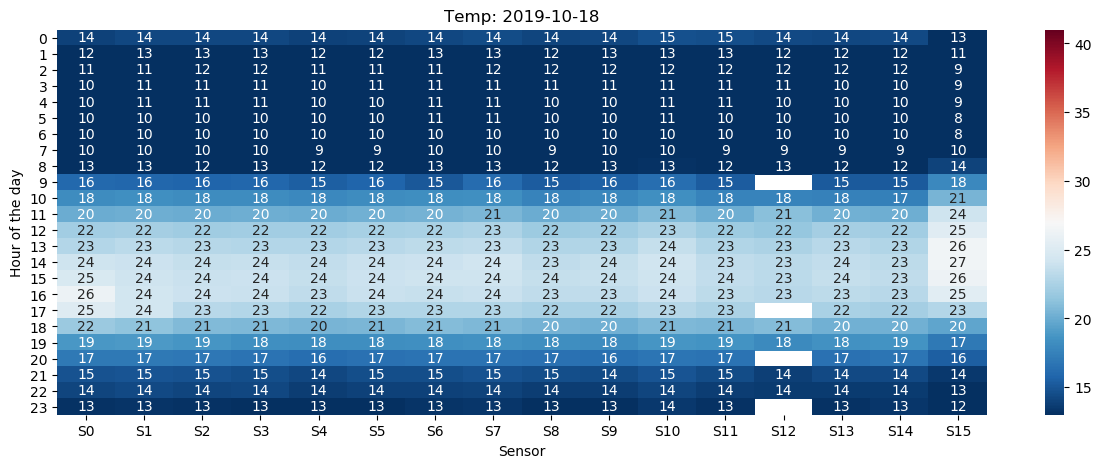 Temp: 2019-10-18
0 14 14 14 14 14 14 14 14 14 14 15 15 14 14 14 13
1 12 13 13 13 12 12 13 13 12 13 13 13 12 12 12 11
2 11 11 12 12 11 11 11 12 12 12 12 12 12 12 12 9
3 10 11 11 11 10 11 11 11 10 11 11 11 11 10 10 9
4 10 11 11 11 10 10 11 11 10 10 11 11 10 10 10 9
5 10 10 10 10 10 10 11 11 10 10 11 10 10 10 10 8
6 10 10 10 10 10 10 10 10 10 10 10 10 10 10 10 8
7 10 10 10 10 9 9 10 10 9 10 10 9 9 9 9 10
8 13 13 12 13 12 12 13 13 12 13 13 12 13 12 12 14
9 16 16 16 16 15 16 15 16 15 16 16 15 15 15 18
10 18 18 18 18 18 18 18 18 18 18 18 18 18 18 17 21
11 20 20 20 20 20 20 20 21 20 20 21 20 21 20 20 24
12 22 22 22 22 22 22 22 23 22 22 23 22 22 22 22 25
13 23 23 23 23 23 23 23 23 23 23 24 23 23 23 23 26
14 24 24 24 24 24 24 24 24 24 24 24 24 23 24 23 27
15 25 24 24 24 24 24 24 24 24 24 24 24 23 24 23 26
16 26 24 24 24 23 24 24 24 23 23 24 23 23 23 23 25
17 25 24 23 23 22 23 23 23 22 22 23 23 22 22 23
18 22 21 21 21 20 21 21 21 20 20 21 21 21 20 20 20
19 19 19 19 18 18 18 18 18 18 18 19 19 18 18 19 17
20 17 17 17 17 16 17 17 17 17 16 17 17 17 17 16
21 15 15 15 15 14 15 15 15 15 14 15 15 14 14 14 14
22 14 14 14 14 14 14 14 14 14 14 14 14 14 14 14 13
23 13 13 13 13 13 13 13 13 13 13 14 13 13 13 12
S0 S1 S2 S3 S4 S5 S6 S7 S8 S9 S10 S11 S12 S13 S14 S15
Sensor
Hour of the day
40
35
30
25
20
15